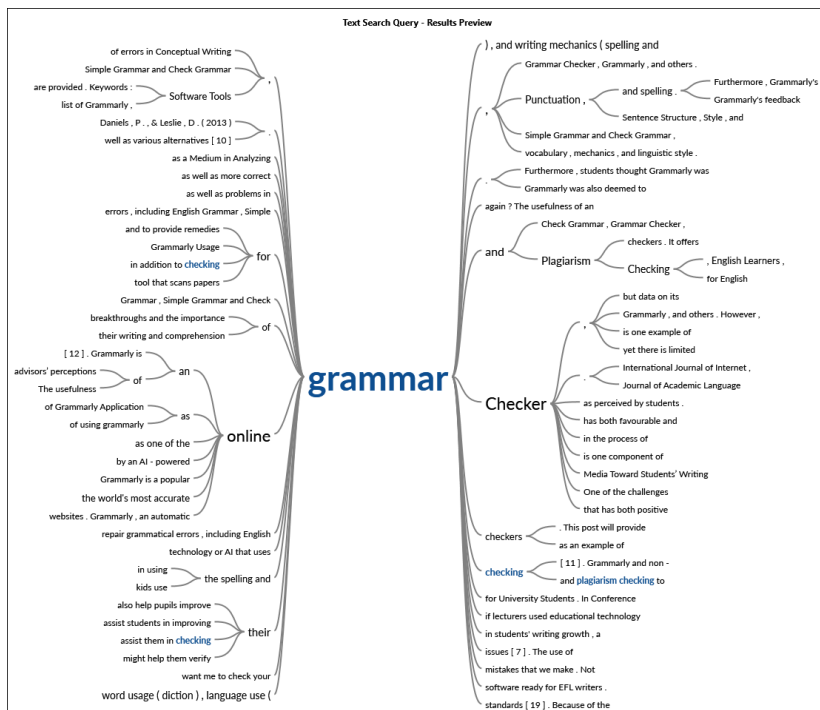 Text Search Query - Results Preview
of errors in Conceptual Writing
Simple Grammar and Check Grammar
are provided . Keywords :
list of Grammarly ,
Software Tools
,
Daniels , P . , & Leslie , D . ( 2013 )
well as various alternatives [ 10 ]
.
as a Medium in Analyzing
as well as more correct
as well as problems in
errors , including English Grammar , Simple
and to provide remedies
Grammarly Usage
in addition to checking
tool that scans papers
for
Grammar , Simple Grammar and Check
breakthroughs and the importance
their writing and comprehension
of
[ 12 ] . Grammarly is
advisors' perceptions
The usefulness
of
an
of Grammarly Application
of using grammarly
as
as one of the
by an AI - powered
Grammarly is a popular
the world's most accurate
websites . Grammarly , an automatic
online
repair grammatical errors , including English
technology or AI that uses
in using
kids use
the spelling and
also help pupils improve
assist students in improving
assist them in checking
might help them verify
their
want me to check your
word usage ( diction ) , language use (
grammar
) , and writing mechanics ( spelling and
,
Grammar Checker , Grammarly , and others .
Punctuation ,
and spelling .
Furthermore , Grammarly's
Grammarly's feedback
Sentence Structure , Style , and
Simple Grammar and Check Grammar ,
vocabulary , mechanics , and linguistic style .
.
Furthermore , students thought Grammarly was
Grammarly was also deemed to
again ? The usefulness of an
and
Check Grammar , Grammar Checker ,
Plagiarism
checkers . It offers
Checking
, English Learners ,
for English
Checker
,
but data on its
Grammarly , and others . However ,
is one example of
yet there is limited
.
International Journal of Internet ,
Journal of Academic Language
as perceived by students .
has both favourable and
in the process of
is one component of
Media Toward Students' Writing
One of the challenges
that has both positive
checkers
. This post will provide
as an example of
checking
[ 11 ] . Grammarly and non -
and plagiarism checking to
for University Students . In Conference
if lecturers used educational technology
in students' writing growth , a
issues [ 7 ] . The use of
mistakes that we make . Not
software ready for EFL writers .
standards [ 19 ] . Because of the